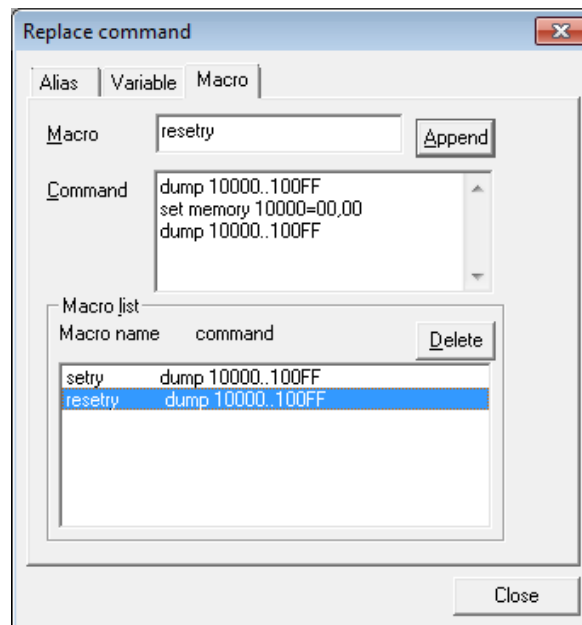 Replace command
Alias Variable Macro
Macro resetry Append
Command dump 10000..100FF
set memory 10000=00,00
dump 10000..100FF
Macro list
Macro name command Delete
setry dump 10000..100FF
resetry dump 10000..100FF
Close